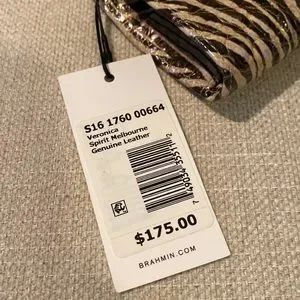 S16 1760 00664
Veronica
Spirit Melbourne
Genuine Leather
$175.00
BRAHMIN.COM